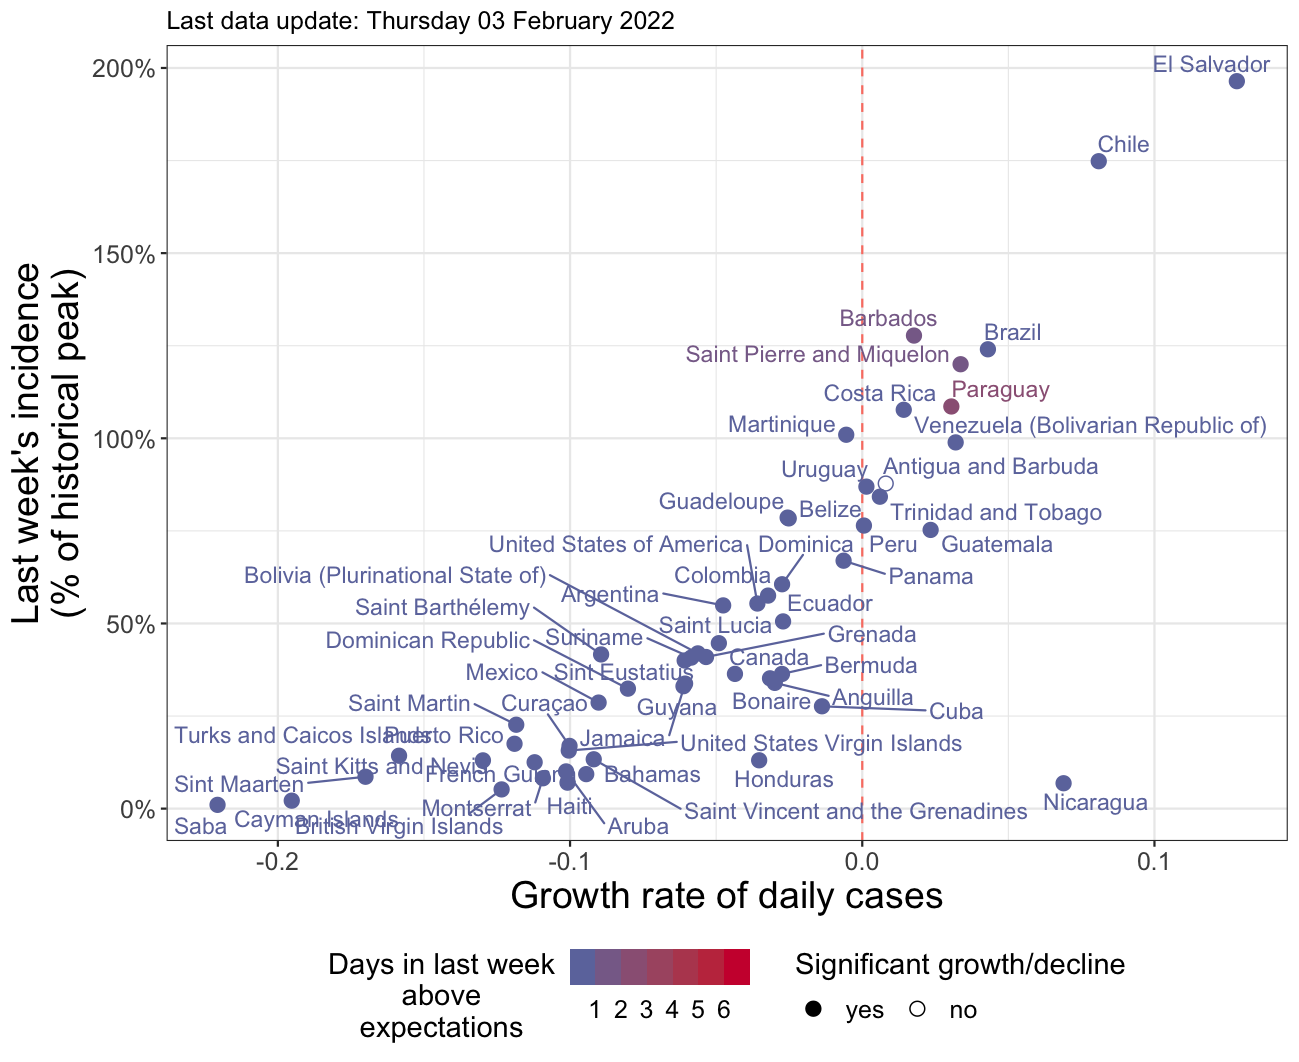 Last data update: Thursday 03 February 2022
Last week's incidence
(% of historical peak)
200%
150%
100%
50%
0%
El Salvador
Chile
Barbados
Brazil
Saint Pierre and Miquelon
Costa Rica
Paraguay
Martinique
Venezuela (Bolivarian Republic of)
Uruguay
Antigua and Barbuda
Guadeloupe
Belize
Trinidad and Tobago
United States of America
Dominica
Peru
Guatemala
Bolivia (Plurinational State of)
Colombia
Panama
Argentina
Saint Barthélemy
Ecuador
Saint Lucia
Dominican Republic
Suriname
Grenada
Canada
Mexico
Sint Eustatius
Bermuda
Saint Martin
Curaçao
Guyana
Bonaire
Anguilla
Cuba
Turks and Caicos Islands
Puerto Rico
Jamaica
United States Virgin Islands
Saint Kitts and Nevis
French Guiana
Bahamas
Honduras
Sint Maarten
Nicaragua
Montserrat
Haiti
Saint Vincent and the Grenadines
Saba
Cayman Islands
British Virgin Islands
Aruba
-0.2
-0.1
0.0
0.1
Growth rate of daily cases
Days in last week
above
expectations
1 2 3 4 5 6
Significant growth/decline
yes
no